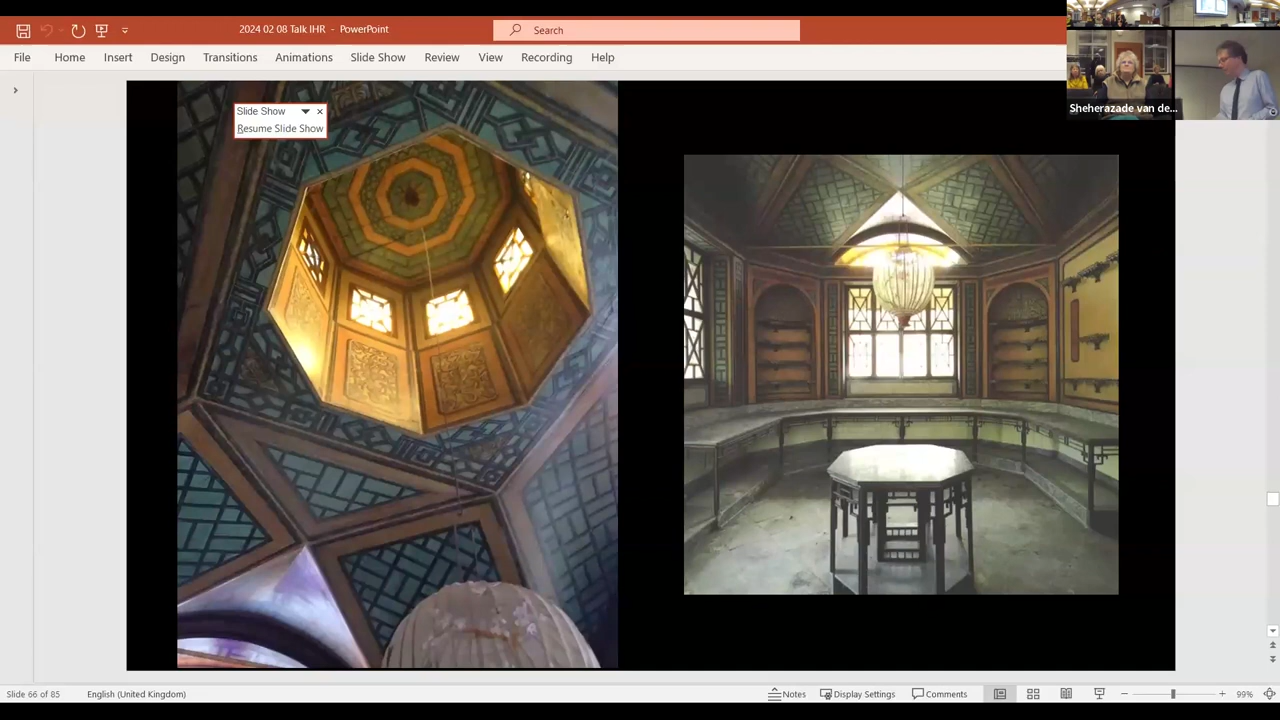 2024 02 08 Talk IHR - PowerPoint
Search
File Home Insert Design Transitions Animations Slide Show Review View Recording Help
Sheherazade van de...
Slide Show
Resume Slide Show
Slide 66 of 85 English (United Kingdom) Notes Display Settings Comments 99%